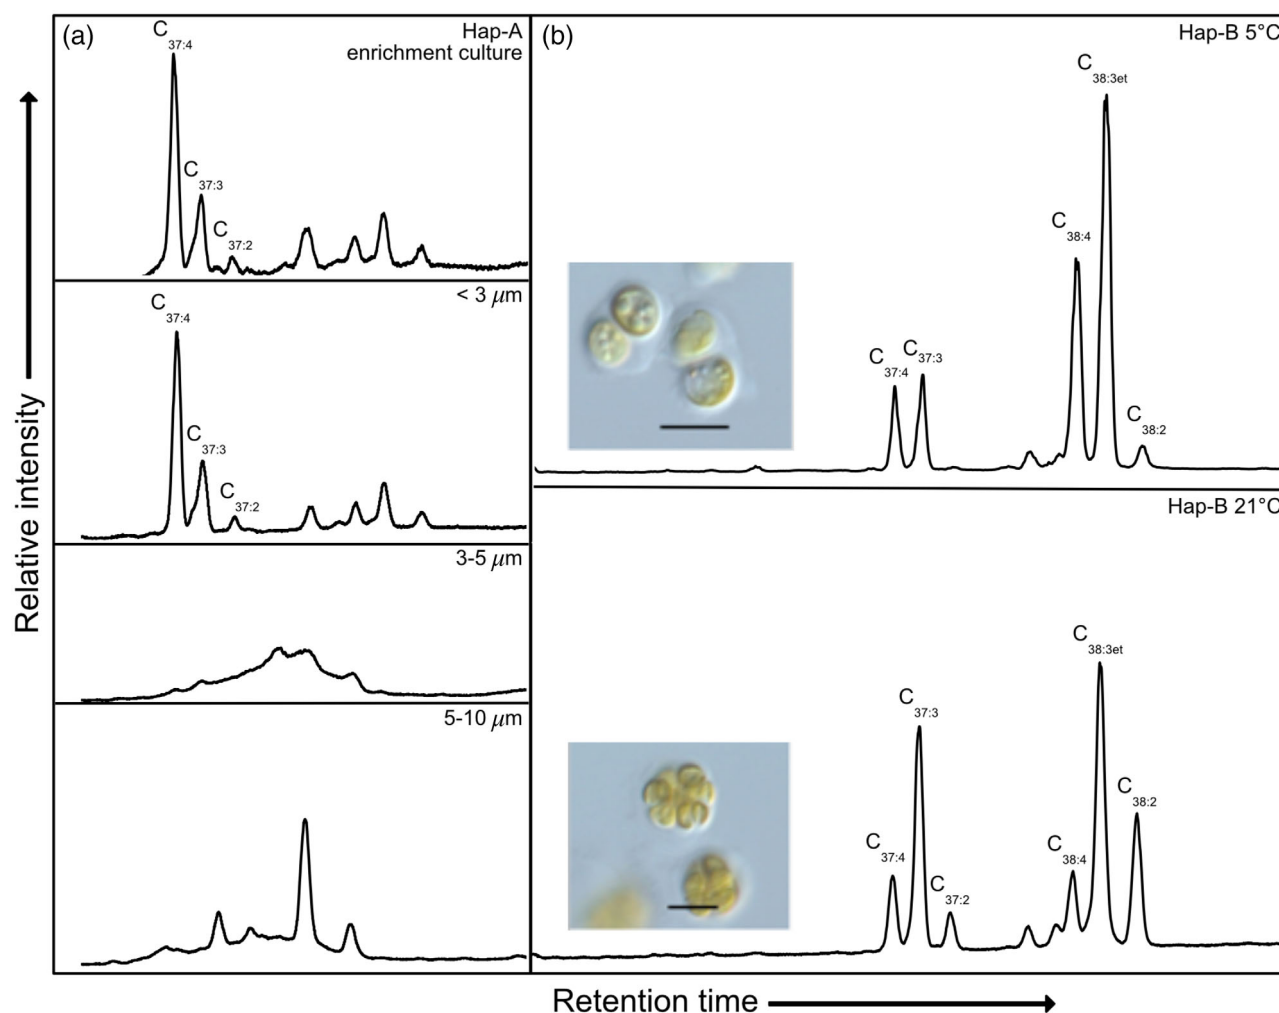 (a)
Hap-A
enrichment culture
C37:4
C37:3
C37:2
< 3 μm
C37:4
C37:3
C37:2
3-5 μm
5-10 μm
(b)
Hap-B 5°C
C38:3et
C38:4
C37:4
C37:3
C38:2
Hap-B 21°C
C38:3et
C37:3
C38:2
C37:4
C38:4
C37:2
Relative intensity
Retention time